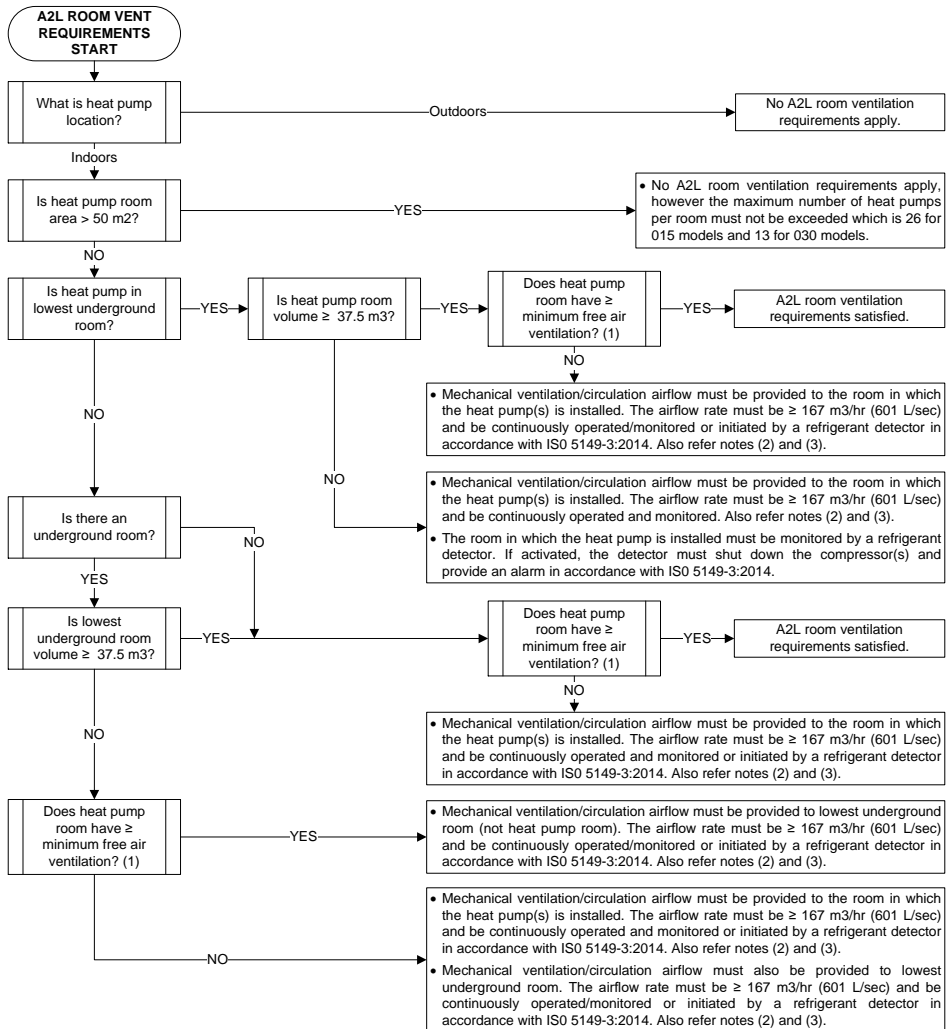 A2L ROOM VENT
REQUIREMENTS
START
What is heat pump
location?
Outdoors
No A2L room ventilation
requirements apply.
Indoors
Is heat pump room
area > 50 m2?
YES
• No A2L room ventilation requirements apply,
however the maximum number of heat pumps
per room must not be exceeded which is 26 for
015 models and 13 for 030 models.
NO
Is heat pump in
lowest underground
room?
YES
Is heat pump room
volume ≥ 37.5 m3?
YES
Does heat pump
room have ≥
minimum free air
ventilation? (1)
YES
A2L room ventilation
requirements satisfied.
NO
• Mechanical ventilation/circulation airflow must be provided to the room in which
the heat pump(s) is installed. The airflow rate must be ≥ 167 m3/hr (601 L/sec)
and be continuously operated/monitored or initiated by a refrigerant detector in
accordance with IS0 5149-3:2014. Also refer notes (2) and (3).
NO
NO
• Mechanical ventilation/circulation airflow must be provided to the room in which
the heat pump(s) is installed. The airflow rate must be ≥ 167 m3/hr (601 L/sec)
and be continuously operated and monitored. Also refer notes (2) and (3).
• The room in which the heat pump is installed must be monitored by a refrigerant
detector. If activated, the detector must shut down the compressor(s) and
provide an alarm in accordance with IS0 5149-3:2014.
Is there an
underground room?
NO
YES
Is lowest
underground room
volume ≥ 37.5 m3?
YES
Does heat pump
room have ≥
minimum free air
ventilation? (1)
YES
A2L room ventilation
requirements satisfied.
NO
• Mechanical ventilation/circulation airflow must be provided to the room in which
the heat pump(s) is installed. The airflow rate must be ≥ 167 m3/hr (601 L/sec)
and be continuously operated and monitored or initiated by a refrigerant detector
in accordance with IS0 5149-3:2014. Also refer notes (2) and (3).
NO
Does heat pump
room have ≥
minimum free air
ventilation? (1)
YES
• Mechanical ventilation/circulation airflow must be provided to lowest underground
room (not heat pump room). The airflow rate must be ≥ 167 m3/hr (601 L/sec)
and be continuously operated/monitored or initiated by a refrigerant detector in
accordance with IS0 5149-3:2014. Also refer notes (2) and (3).
NO
• Mechanical ventilation/circulation airflow must be provided to the room in which
the heat pump(s) is installed. The airflow rate must be ≥ 167 m3/hr (601 L/sec)
and be continuously operated and monitored or initiated by a refrigerant detector
in accordance with IS0 5149-3:2014. Also refer notes (2) and (3).
• Mechanical ventilation/circulation airflow must also be provided to lowest
underground room. The airflow rate must be ≥ 167 m3/hr (601 L/sec) and be
continuously operated/monitored or initiated by a refrigerant detector in
accordance with IS0 5149-3:2014. Also refer notes (2) and (3).